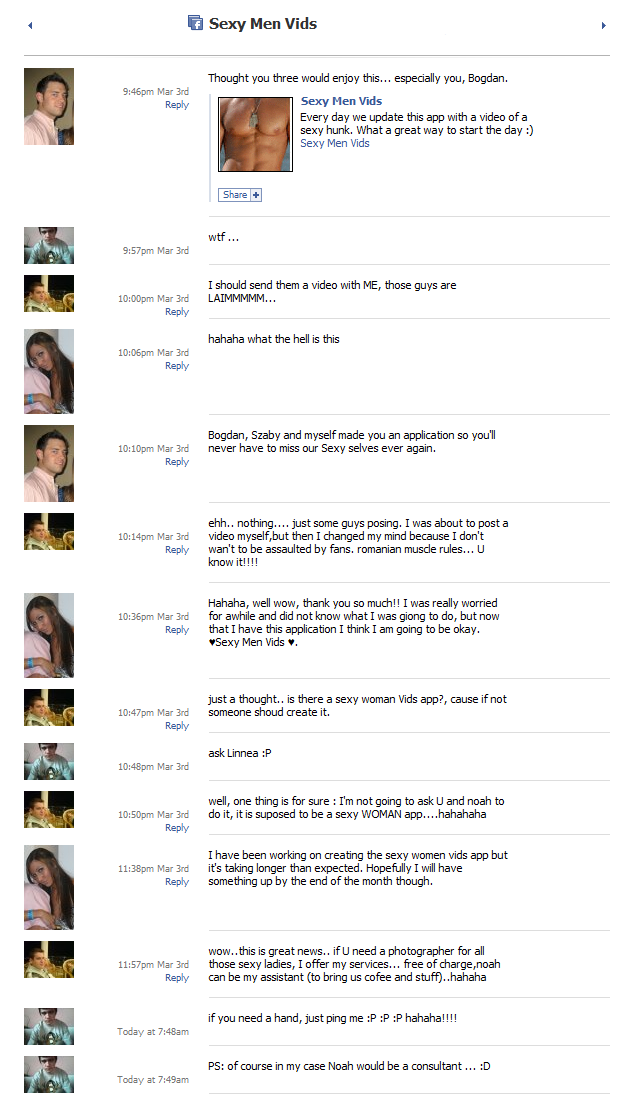 Sexy Men Vids
9:46pm Mar 3rd
Reply
Thought you three would enjoy this... especially you, Bogdan.
Sexy Men Vids
Every day we update this app with a video of a
sexy hunk. What a great way to start the day :)
Sexy Men Vids
Share +
9:57pm Mar 3rd
wtf ...
10:00pm Mar 3rd
Reply
I should send them a video with ME, those guys are
LAIMMMMM...
10:06pm Mar 3rd
Reply
hahaha what the hell is this
10:10pm Mar 3rd
Reply
Bogdan, Szaby and myself made you an application so you'll
never have to miss our Sexy selves ever again.
10:14pm Mar 3rd
Reply
ehh.. nothing.... just some guys posing. I was about to post a
video myself,but then I changed my mind because I don't
wan't to be assaulted by fans. romanian muscle rules... U
know it!!!!
10:36pm Mar 3rd
Reply
Hahaha, well wow, thank you so much!! I was really worried
for awhile and did not know what I was giong to do, but now
that I have this application I think I am going to be okay.
♥Sexy Men Vids ♥.
10:47pm Mar 3rd
Reply
just a thought.. is there a sexy woman Vids app?, cause if not
someone shoud create it.
10:48pm Mar 3rd
ask Linnea :P
10:50pm Mar 3rd
Reply
well, one thing is for sure : I'm not going to ask U and noah to
do it, it is suposed to be a sexy WOMAN app....hahahaha
11:38pm Mar 3rd
Reply
I have been working on creating the sexy women vids app but
it's taking longer than expected. Hopefully I will have
something up by the end of the month though.
11:57pm Mar 3rd
Reply
wow..this is great news.. if U need a photographer for all
those sexy ladies, I offer my services... free of charge,noah
can be my assistant (to bring us cofee and stuff)..hahaha
Today at 7:48am
if you need a hand, just ping me :P :P :P hahaha!!!!
Today at 7:49am
PS: of course in my case Noah would be a consultant ... :D